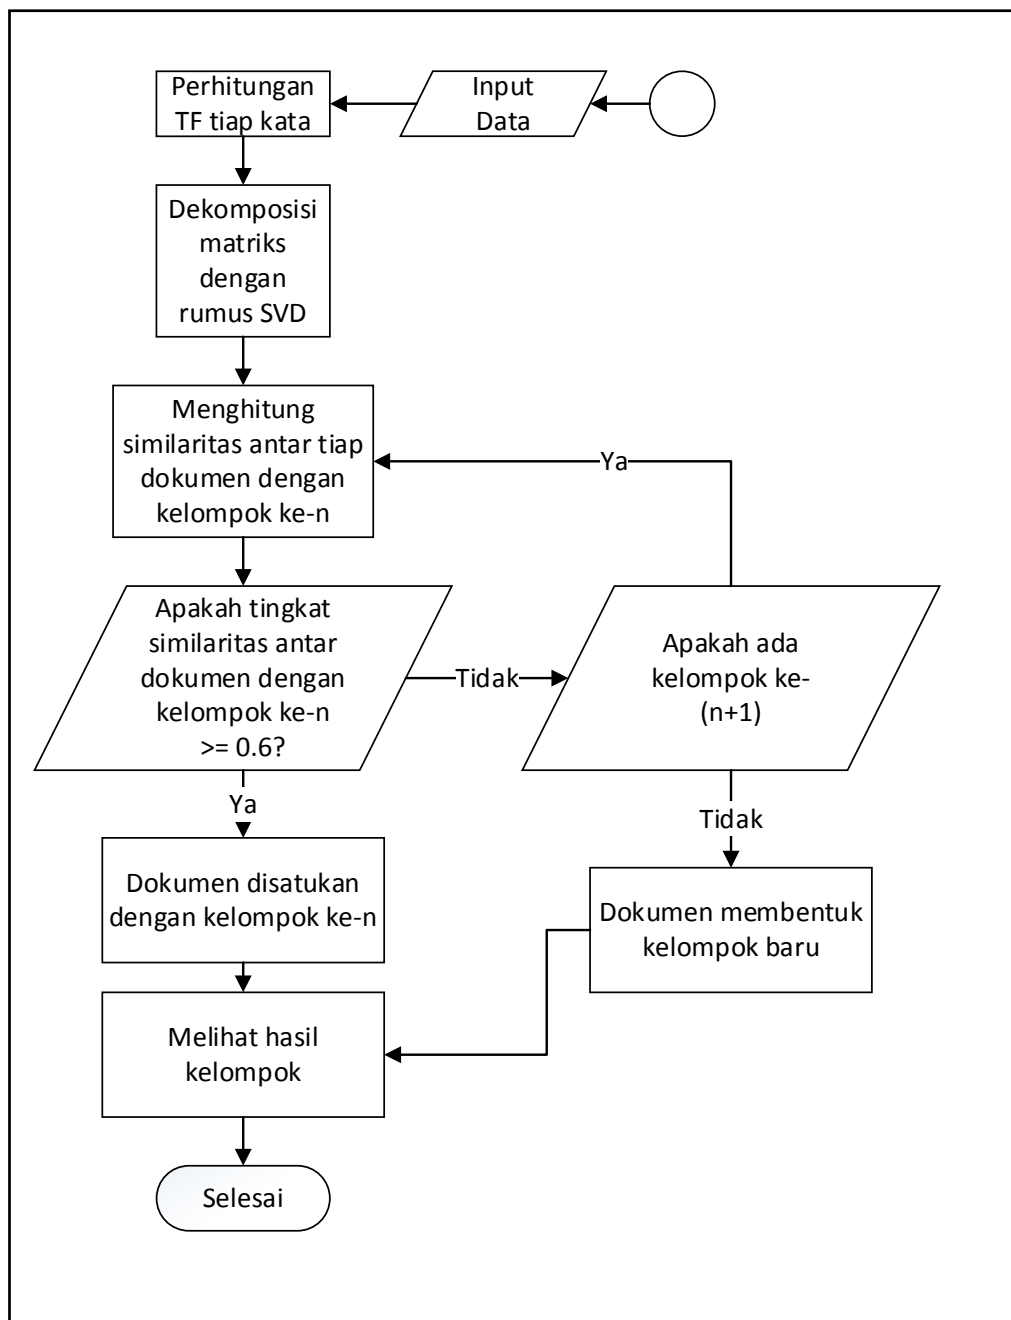 Perhitungan
TF tiap kata
Input
Data
Dekomposisi
matriks
dengan
rumus SVD
Menghitung
similaritas antar tiap
dokumen dengan
kelompok ke-n
Ya
Apakah tingkat
similaritas antar
dokumen dengan
kelompok ke-n
>= 0.6?
Tidak
Apakah ada
kelompok ke-
(n+1)
Ya
Tidak
Dokumen disatukan
dengan kelompok ke-n
Dokumen membentuk
kelompok baru
Melihat hasil
kelompok
Selesai